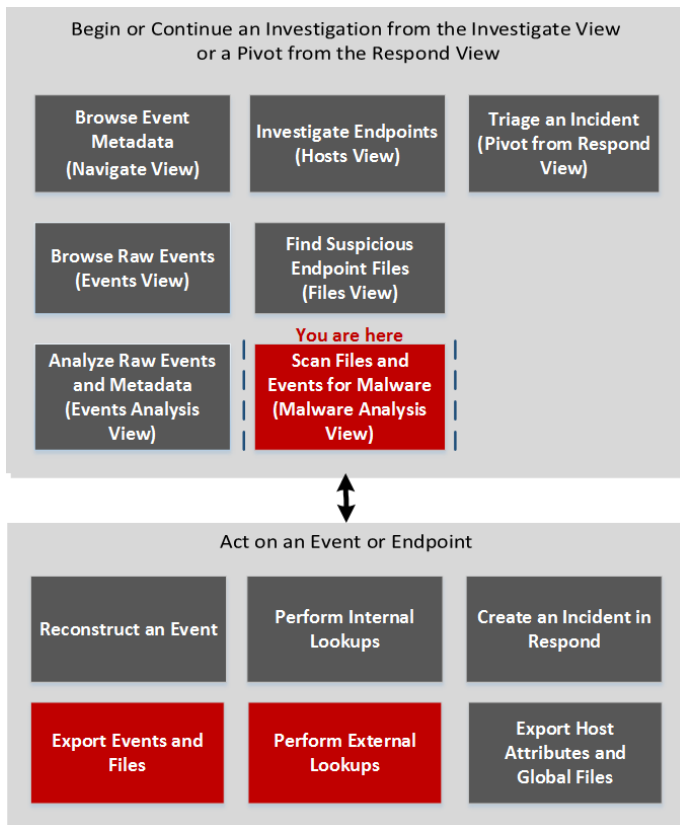 Begin or Continue an Investigation from the Investigate View
or a Pivot from the Respond View
Browse Event
Metadata
(Navigate View)
Investigate Endpoints
(Hosts View)
Triage an Incident
(Pivot from Respond
View)
Browse Raw Events
(Events View)
Find Suspicious
Endpoint Files
(Files View)
Analyze Raw Events
and Metadata
(Events Analysis
View)
You are here
Scan Files and
Events for Malware
(Malware Analysis
View)
Act on an Event or Endpoint
Reconstruct an Event
Perform Internal
Lookups
Create an Incident in
Respond
Export Events and
Files
Perform External
Lookups
Export Host
Attributes and
Global Files